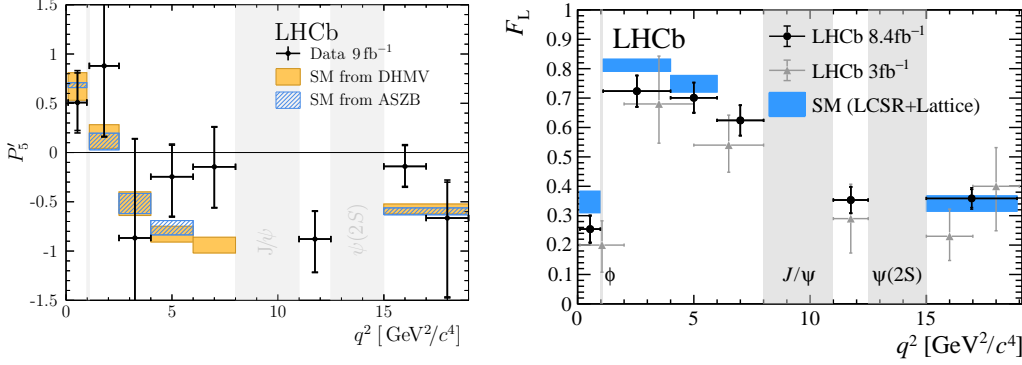 1.5
1
0.5
0
-0.5
-1
-1.5
P′₅
LHCb
Data 9 fb⁻¹
SM from DHMV
SM from ASZB
J/ψ
ψ(2S)
0 5 10 15
q² [ GeV²/c⁴]
F_L
1
0.9
0.8
0.7
0.6
0.5
0.4
0.3
0.2
0.1
0
LHCb
LHCb 8.4fb⁻¹
LHCb 3fb⁻¹
SM (LCSR+Lattice)
ϕ
J/ψ
ψ(2S)
0 5 10 15
q² [GeV²/c⁴]